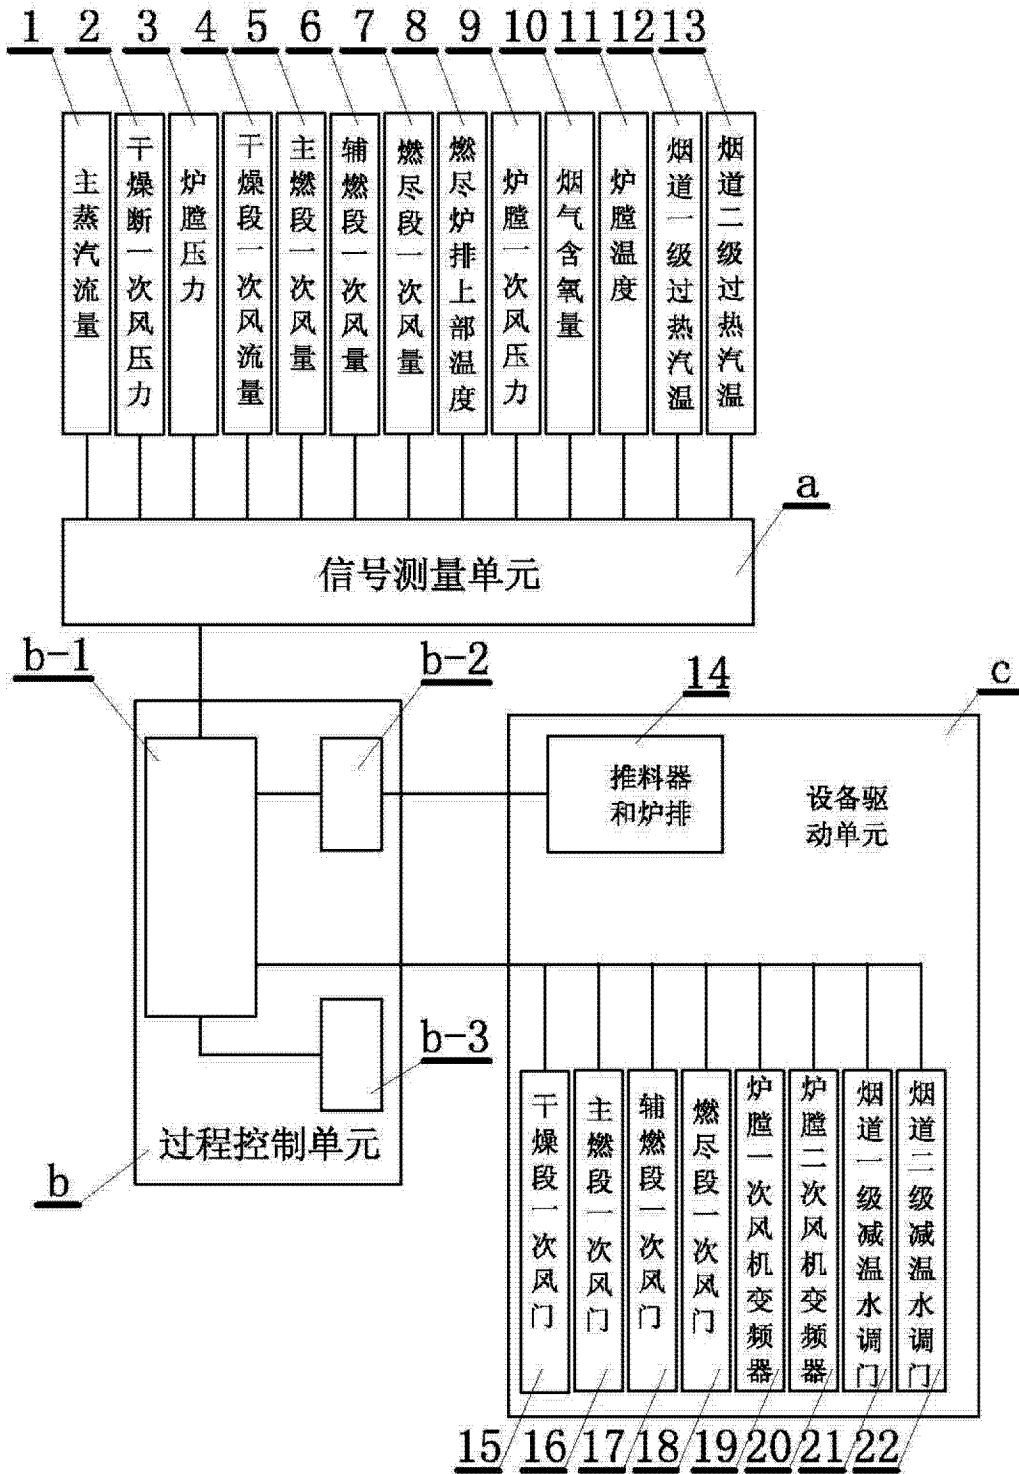 1 2 3 4 5 6 7 8 9 10 11 12 13
主蒸汽流量
干燥断一次风压力
炉膛压力
干燥段一次风流量
主燃段一次风量
辅燃段一次风量
燃尽段一次风量
燃尽炉排上部温度
炉膛一次风压力
烟气含氧量
炉膛温度
烟道一级过热汽温
烟道二级过热汽温
a
信号测量单元
b-1
b-2
14
c
推料器
和炉排
设备驱
动单元
b-3
过程控制单元
b
干燥段一次风门
主燃段一次风门
辅燃段一次风门
燃尽段一次风门
炉膛一次风机变频器
炉膛二次风机变频器
烟道一级减温水调门
烟道二级减温水调门
15 16 17 18 19 20 21 22